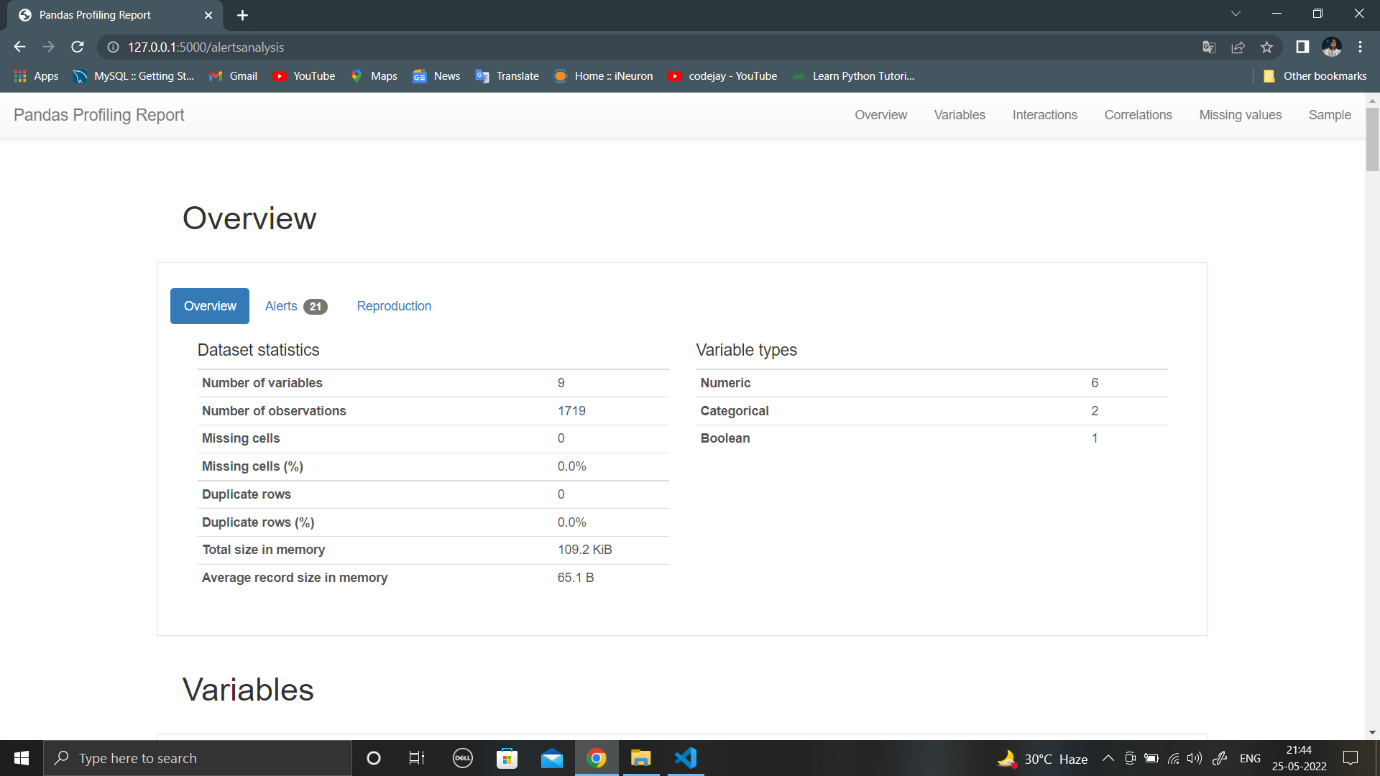 Pandas Profiling Report
127.0.0.1:5000/alertsanalysis
Apps MySQL :: Getting St... Gmail YouTube Maps News Translate Home :: iNeuron codejay - YouTube Learn Python Tutori... Other bookmarks
Pandas Profiling Report Overview Variables Interactions Correlations Missing values Sample
Overview
Overview Alerts 21 Reproduction
Dataset statistics
Number of variables 9
Number of observations 1719
Missing cells 0
Missing cells (%) 0.0%
Duplicate rows 0
Duplicate rows (%) 0.0%
Total size in memory 109.2 KiB
Average record size in memory 65.1 B
Variable types
Numeric 6
Categorical 2
Boolean 1
Variables
Type here to search DELL 30°C Haze ENG 21:44
25-05-2022